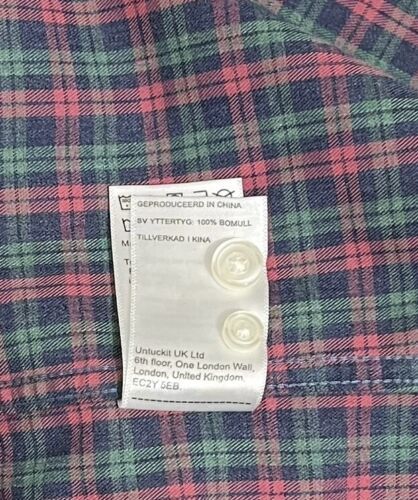 GEPRODUCEERD IN CHINA
SV YTTERTYG: 100% BOMULL
TILLVERKAD I KINA
Untuckit UK Ltd
6th floor, One London Wall,
London, United Kingdom,
EC2Y 5EB